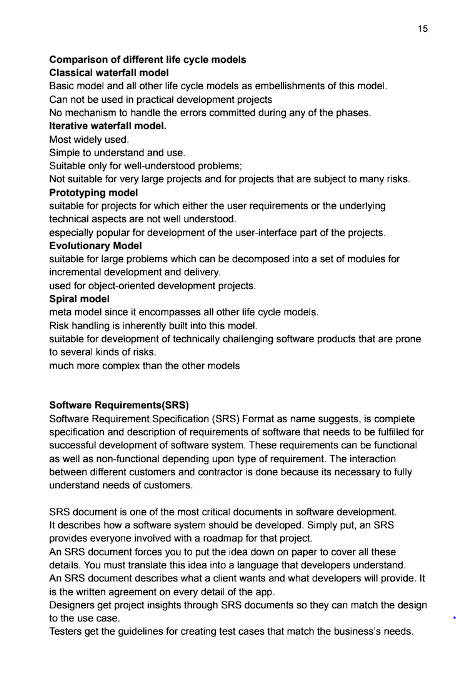 15
Comparison of different life cycle models
Classical waterfall model
Basic model and all other life cycle models as embellishments of this model.
Can not be used in practical development projects
No mechanism to handle the errors committed during any of the phases.
Iterative waterfall model.
Most widely used.
Simple to understand and use.
Suitable only for well-understood problems;
Not suitable for very large projects and for projects that are subject to many risks.
Prototyping model
suitable for projects for which either the user requirements or the underlying
technical aspects are not well understood.
especially popular for development of the user-interface part of the projects.
Evolutionary Model
suitable for large problems which can be decomposed into a set of modules for
incremental development and delivery.
used for object-oriented development projects.
Spiral model
meta model since it encompasses all other life cycle models.
Risk handling is inherently built into this model.
suitable for development of technically challenging software products that are prone
to several kinds of risks.
much more complex than the other models
Software Requirements(SRS)
Software Requirement Specification (SRS) Format as name suggests, is complete
specification and description of requirements of software that needs to be fulfilled for
successful development of software system. These requirements can be functional
as well as non-functional depending upon type of requirement. The interaction
between different customers and contractor is done because its necessary to fully
understand needs of customers.
SRS document is one of the most critical documents in software development.
It describes how a software system should be developed. Simply put, an SRS
provides everyone involved with a roadmap for that project.
An SRS document forces you to put the idea down on paper to cover all these
details. You must translate this idea into a language that developers understand.
An SRS document describes what a client wants and what developers will provide. It
is the written agreement on every detail of the app.
Designers get project insights through SRS documents so they can match the design
to the use case.
Testers get the guidelines for creating test cases that match the business's needs.